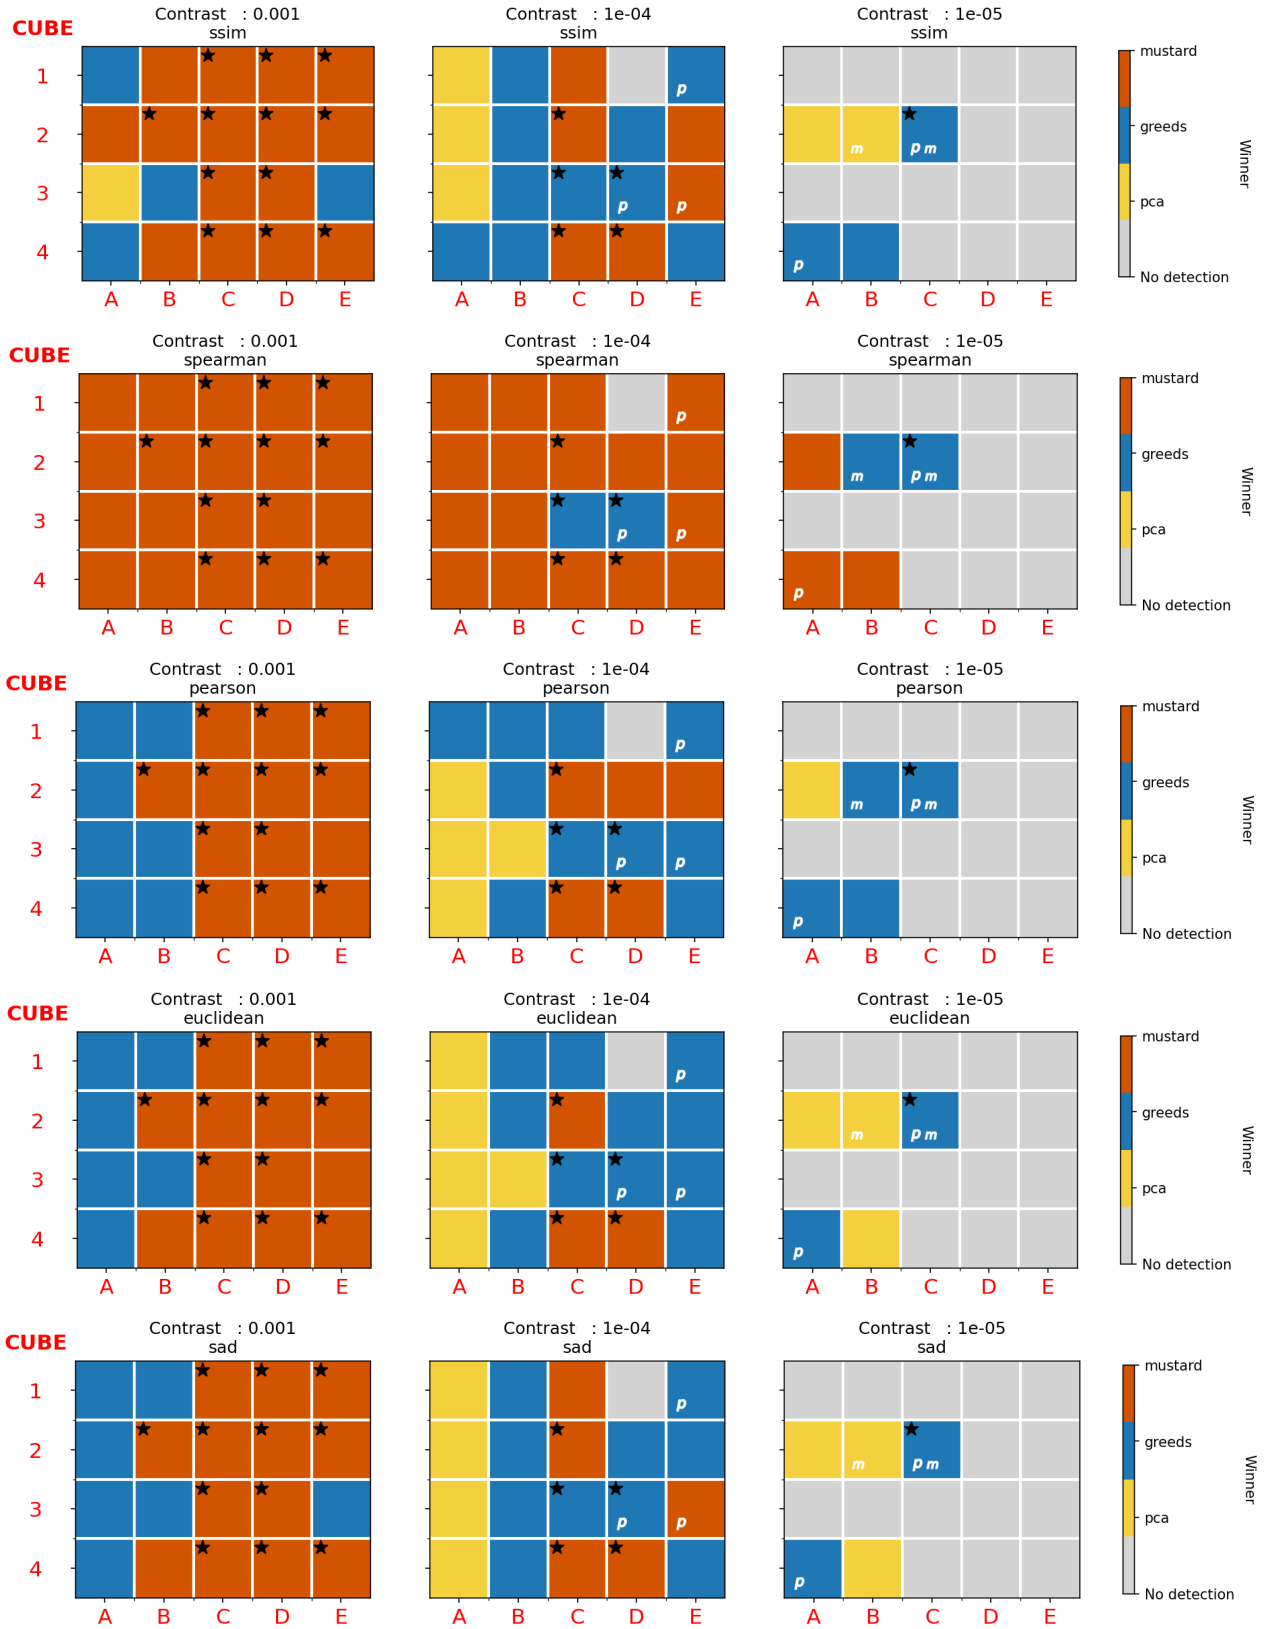 CUBE
Contrast : 0.001
ssim
Contrast : 1e-04
ssim
Contrast : 1e-05
ssim
1
2
3
4
A B C D E
p
p p
A B C D E
m p m
p
A B C D E
mustard
greeds
pca
No detection
Winner
CUBE
Contrast : 0.001
spearman
Contrast : 1e-04
spearman
Contrast : 1e-05
spearman
1
2
3
4
A B C D E
p
p p
A B C D E
m p m
p
A B C D E
mustard
greeds
pca
No detection
Winner
CUBE
Contrast : 0.001
pearson
Contrast : 1e-04
pearson
Contrast : 1e-05
pearson
1
2
3
4
A B C D E
p
p p
A B C D E
m p m
p
A B C D E
mustard
greeds
pca
No detection
Winner
CUBE
Contrast : 0.001
euclidean
Contrast : 1e-04
euclidean
Contrast : 1e-05
euclidean
1
2
3
4
A B C D E
p
p p
A B C D E
m p m
p
A B C D E
mustard
greeds
pca
No detection
Winner
CUBE
Contrast : 0.001
sad
Contrast : 1e-04
sad
Contrast : 1e-05
sad
1
2
3
4
A B C D E
p
p p
A B C D E
m p m
p
A B C D E
mustard
greeds
pca
No detection
Winner